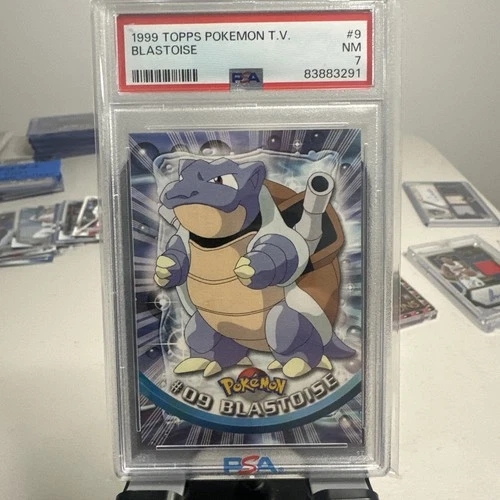 1999 TOPPS POKEMON T.V. #9
BLASTOISE NM
7
PSA 83883291
POKéMON
#09 BLASTOISE
PSA